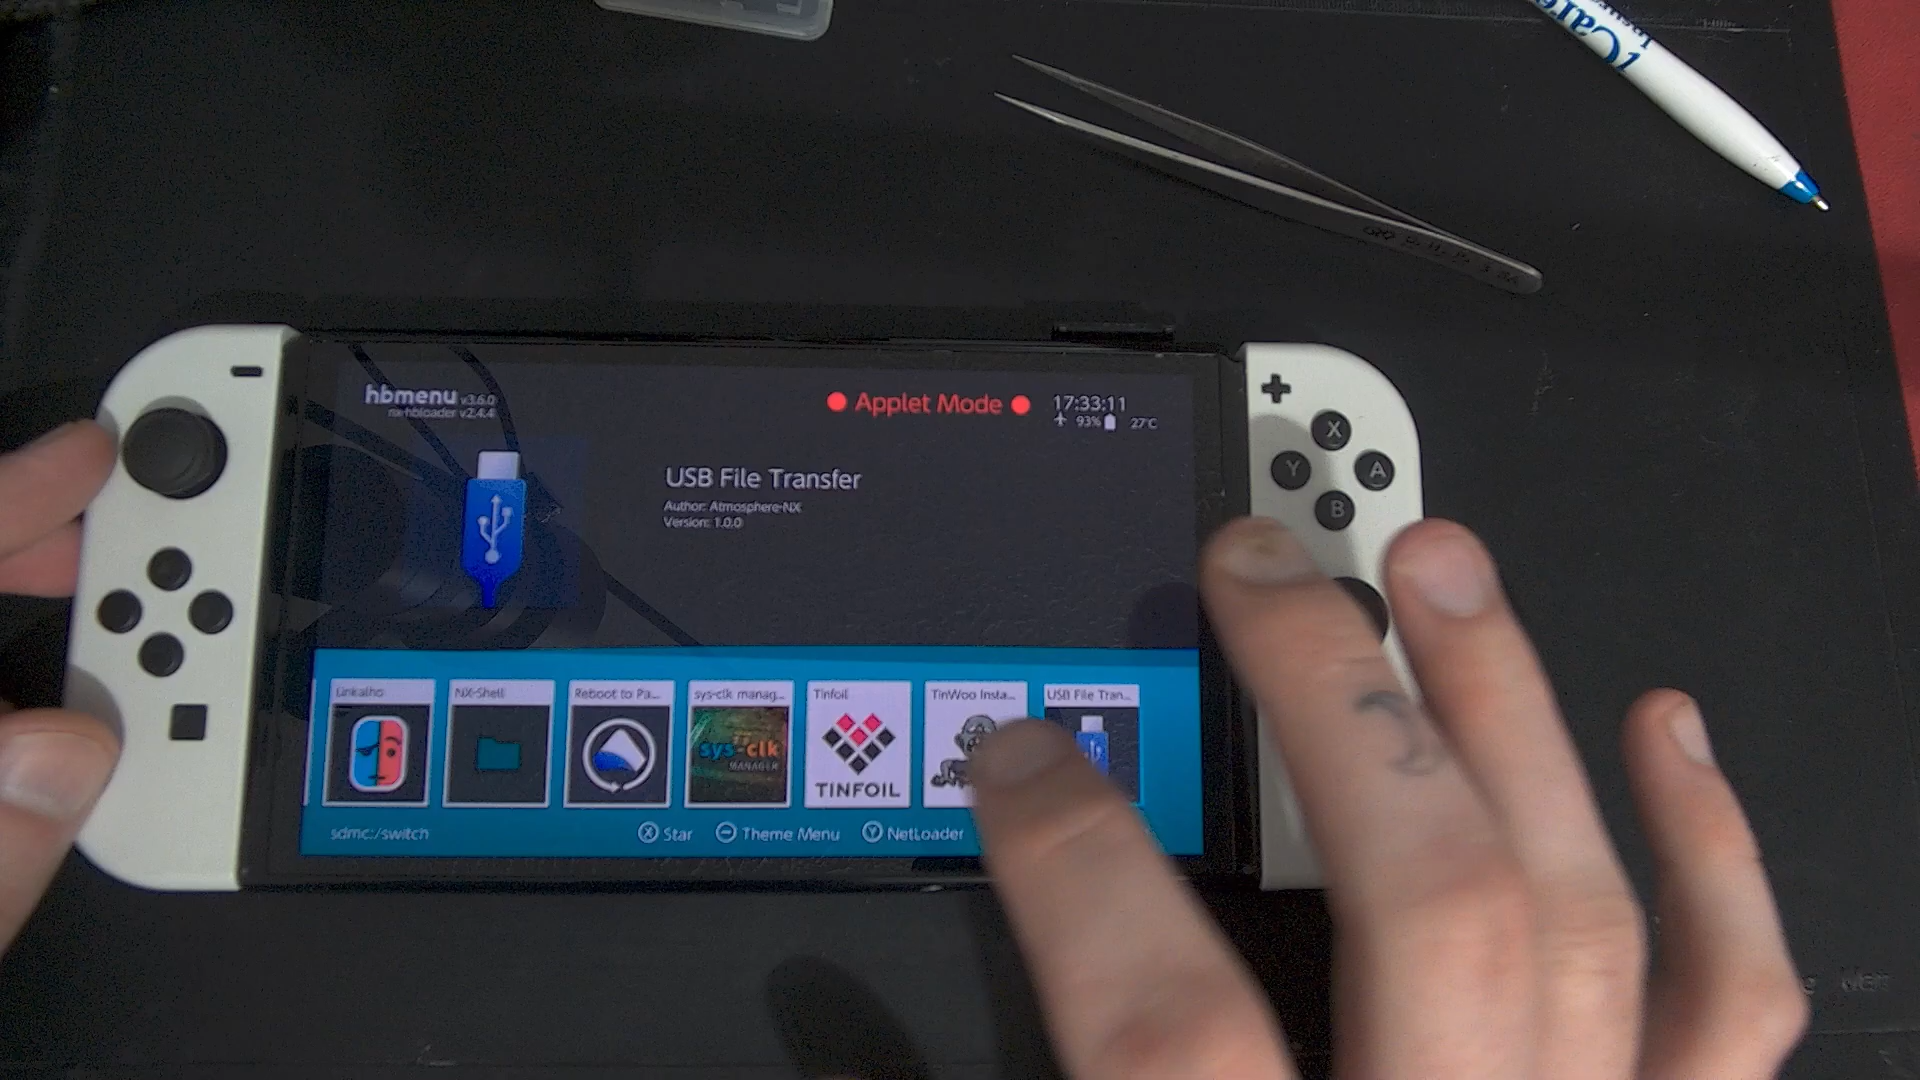 hbmenu v3.6.0
nx-hbloader v2.4.4
Applet Mode
17:33:11
93% 27°C
USB File Transfer
Author: Atmosphere-NX
Version: 1.0.0
Linkalho
NX-Shell
Reboot to Pa...
sys-clk manag...
Tinfoil
TinWoo Insta...
USB File Tran...
sys-clk
MANAGER
TINFOIL
sdmc:/switch
X Star
Theme Menu
Y NetLoader
X
Y
A
B